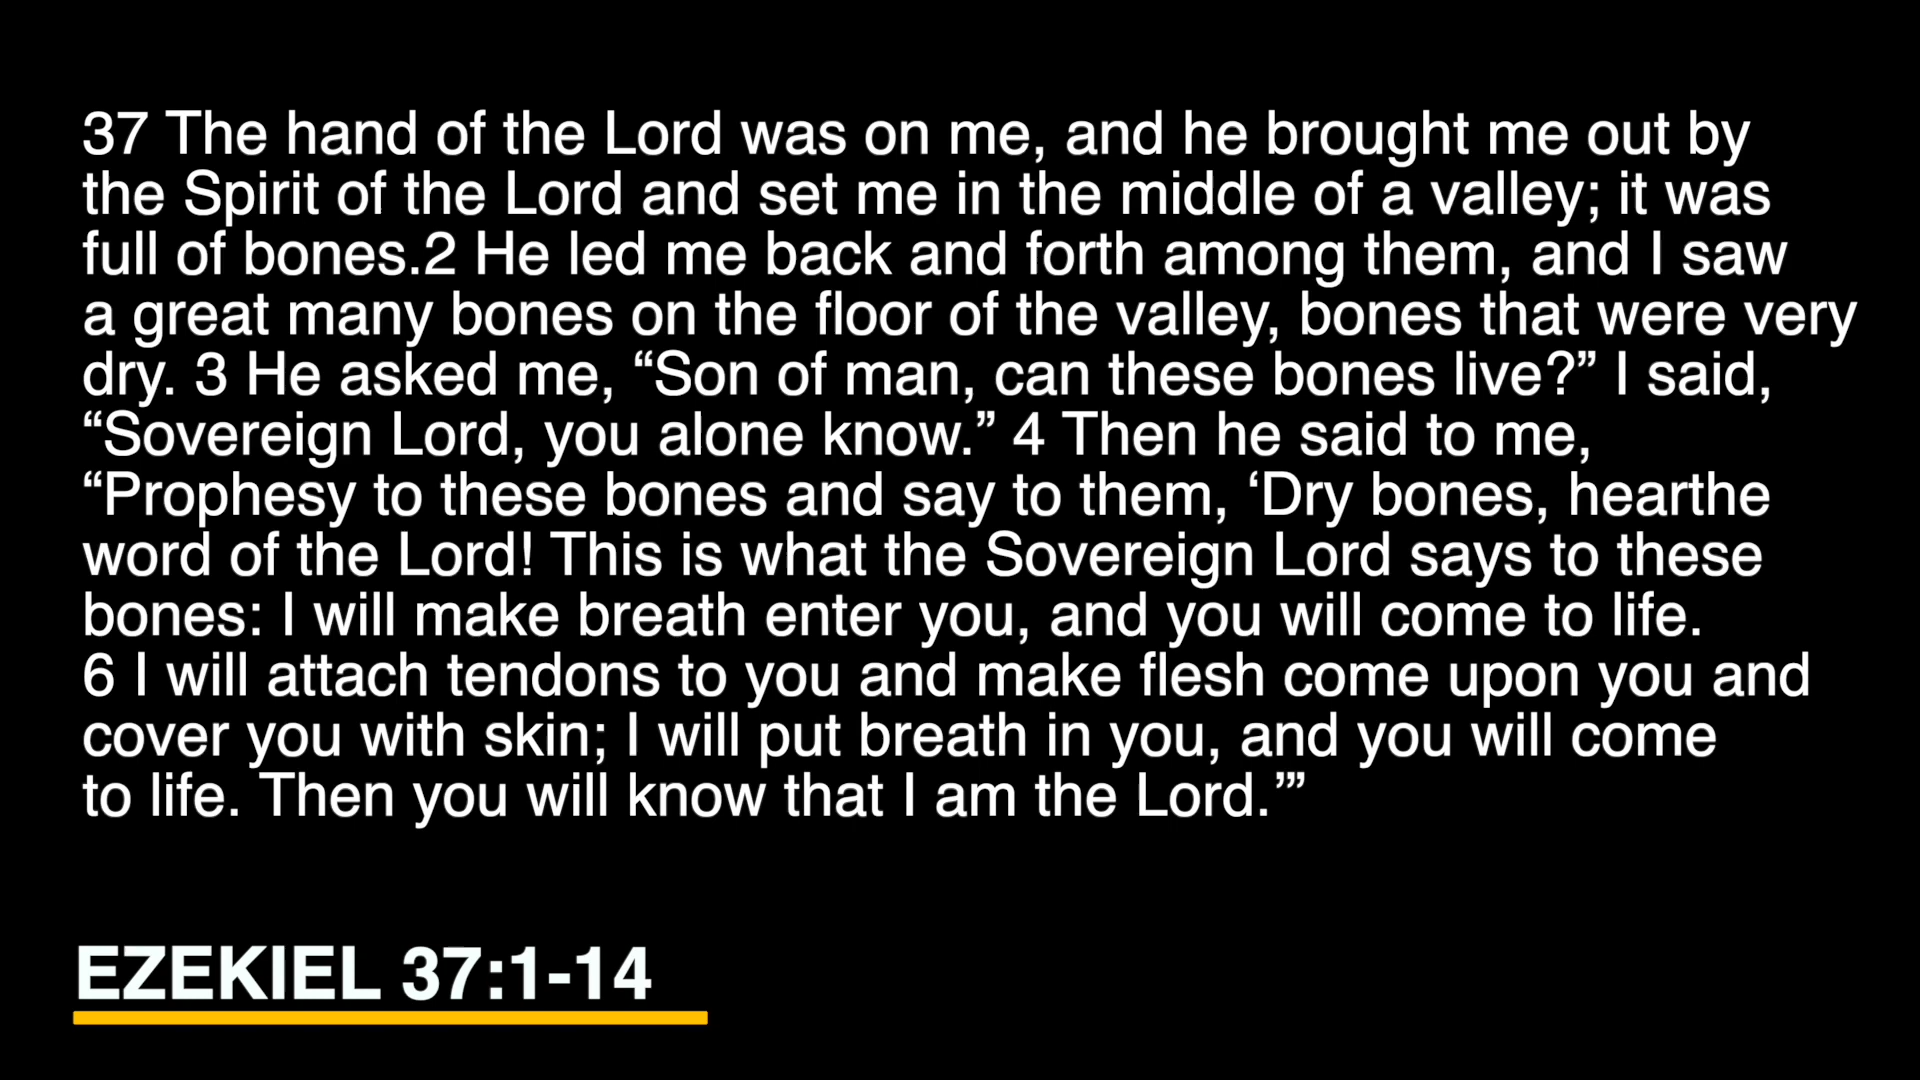 37 The hand of the Lord was on me, and he brought me out by
the Spirit of the Lord and set me in the middle of a valley; it was
full of bones.2 He led me back and forth among them, and I saw
a great many bones on the floor of the valley, bones that were very
dry. 3 He asked me, “Son of man, can these bones live?” I said,
“Sovereign Lord, you alone know.” 4 Then he said to me,
“Prophesy to these bones and say to them, ‘Dry bones, hearthe
word of the Lord! This is what the Sovereign Lord says to these
bones: I will make breath enter you, and you will come to life.
6 I will attach tendons to you and make flesh come upon you and
cover you with skin; I will put breath in you, and you will come
to life. Then you will know that I am the Lord.’”
EZEKIEL 37:1-14